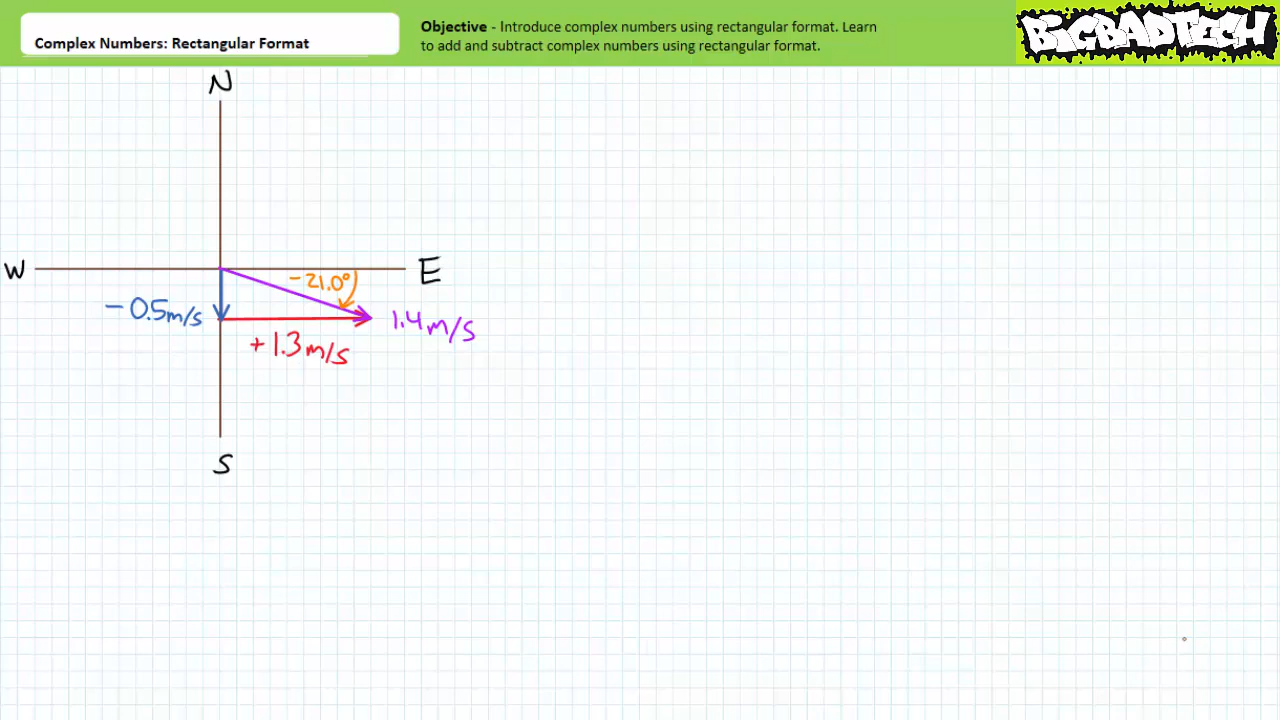 Complex Numbers: Rectangular Format
Objective - Introduce complex numbers using rectangular format. Learn
to add and subtract complex numbers using rectangular format.
BIGBADTECH
N
W
E
-21.0°
-0.5m/s
1.4m/s
+1.3m/s
S